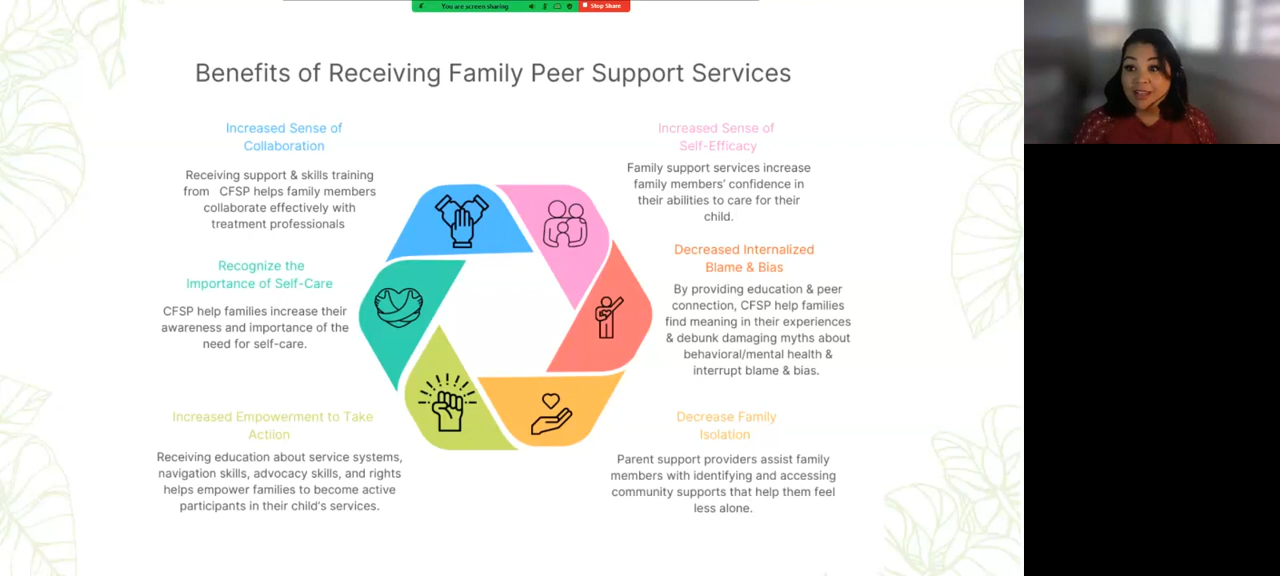 You are screen sharing
Stop Share
Benefits of Receiving Family Peer Support Services
Increased Sense of
Collaboration
Receiving support & skills training
from CFSP helps family members
collaborate effectively with
treatment professionals
Recognize the
Importance of Self-Care
CFSP help families increase their
awareness and importance of the
need for self-care.
Increased Empowerment to Take
Actiion
Receiving education about service systems,
navigation skills, advocacy skills, and rights
helps empower families to become active
participants in their child's services.
Increased Sense of
Self-Efficacy
Family support services increase
family members' confidence in
their abilities to care for their
child.
Decreased Internalized
Blame & Bias
By providing education & peer
connection, CFSP help families
find meaning in their experiences
& debunk damaging myths about
behavioral/mental health &
interrupt blame & bias.
Decrease Family
Isolation
Parent support providers assist family
members with identifying and accessing
community supports that help them feel
less alone.